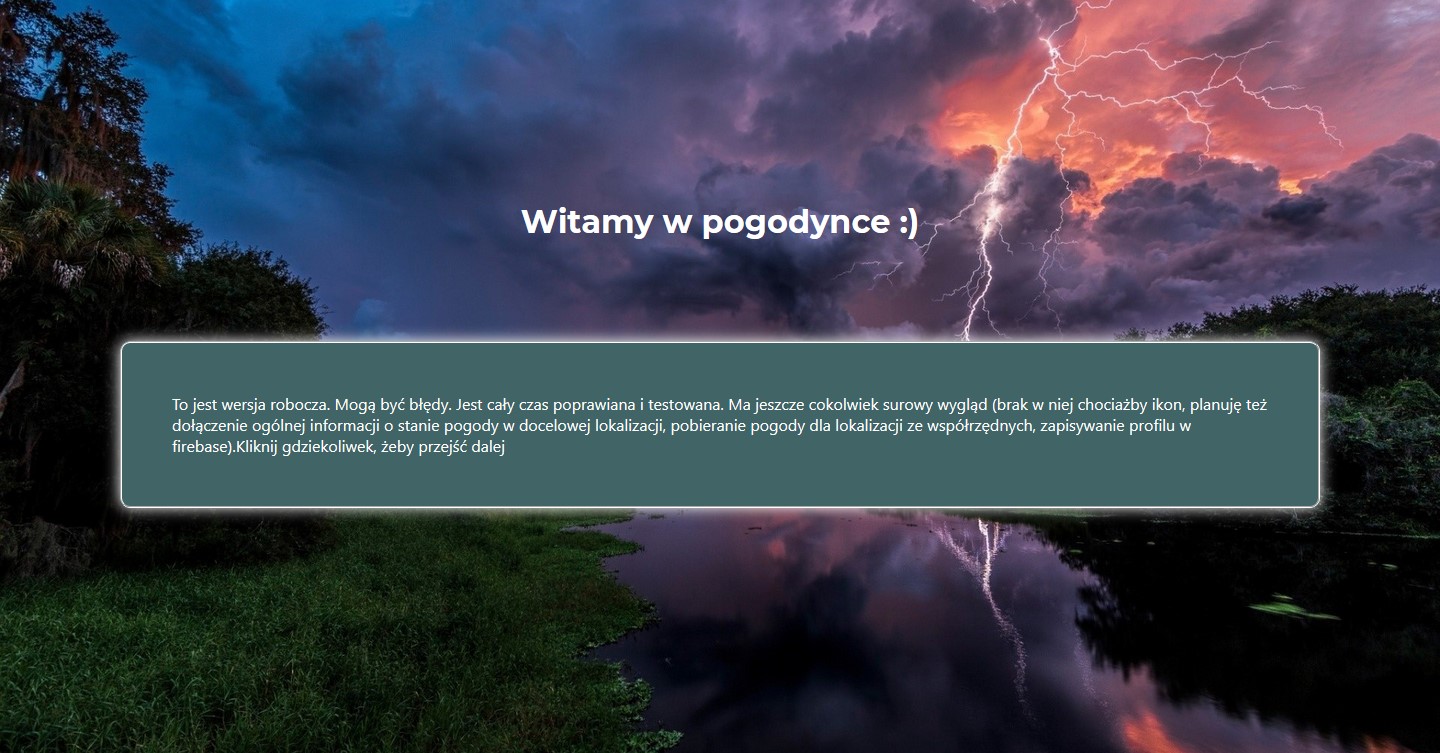 Witamy w pogodynce :)
To jest wersja robocza. Mogą być błędy. Jest cały czas poprawiana i testowana. Ma jeszcze cokolwiek surowy wygląd (brak w niej chociażby ikon, planuję też
dołączenie ogólnej informacji o stanie pogody w docelowej lokalizacji, pobieranie pogody dla lokalizacji ze współrzędnych, zapisywanie profilu w
firebase).Kliknij gdziekoliwek, żeby przejść dalej